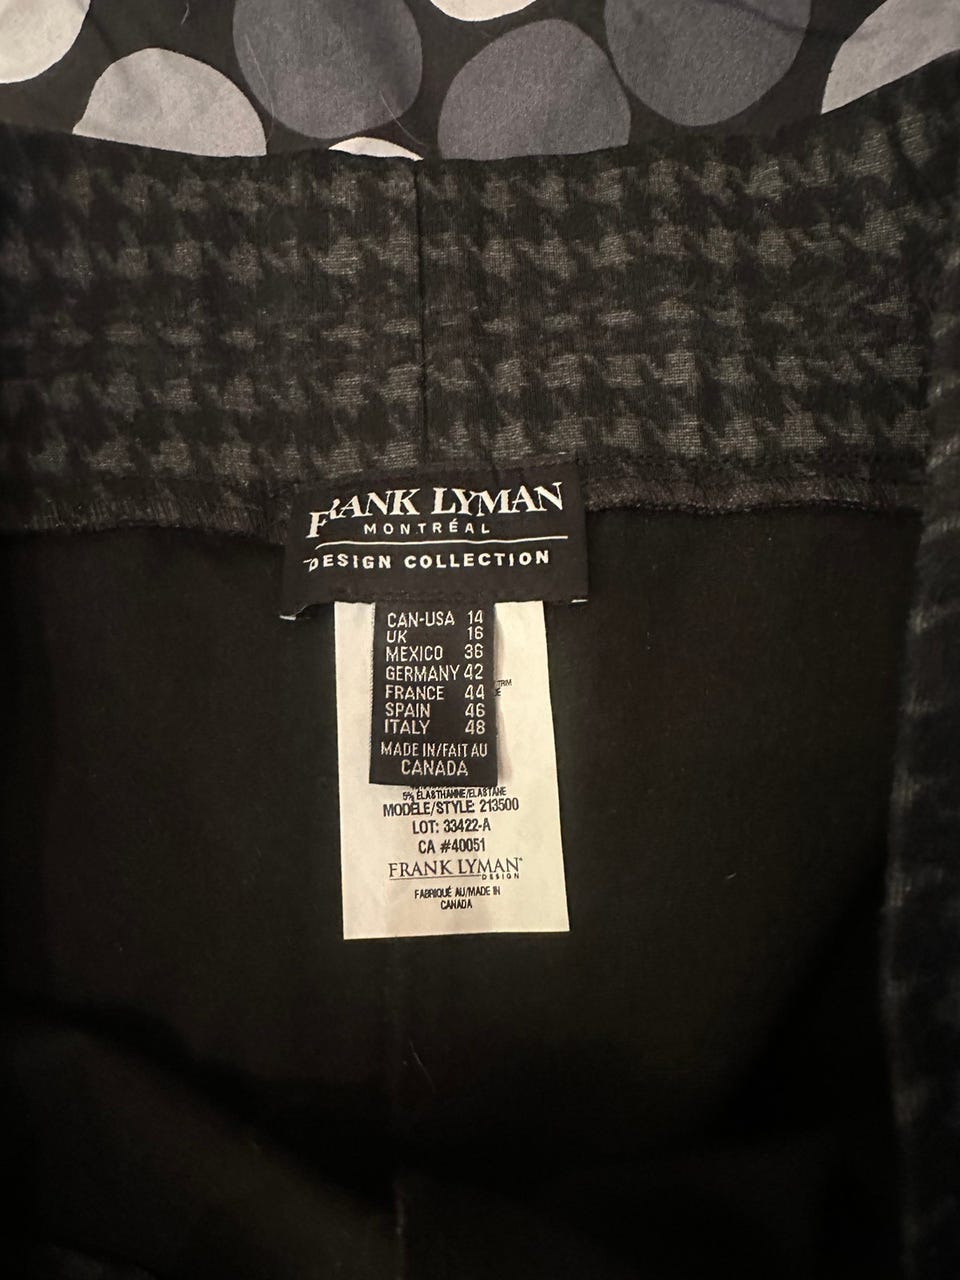 FRANK LYMAN
MONTRÉAL
DESIGN COLLECTION
CAN-USA 14
UK 16
MEXICO 36
GERMANY 42
FRANCE 44
SPAIN 46
ITALY 48
MADE IN/FAIT AU
CANADA
5% ELASTHANNE/ELASTANE
MODÈLE/STYLE: 213500
LOT: 33422-A
CA #40051
FRANK LYMAN
DESIGN
FABRIQUÉ AU/MADE IN
CANADA